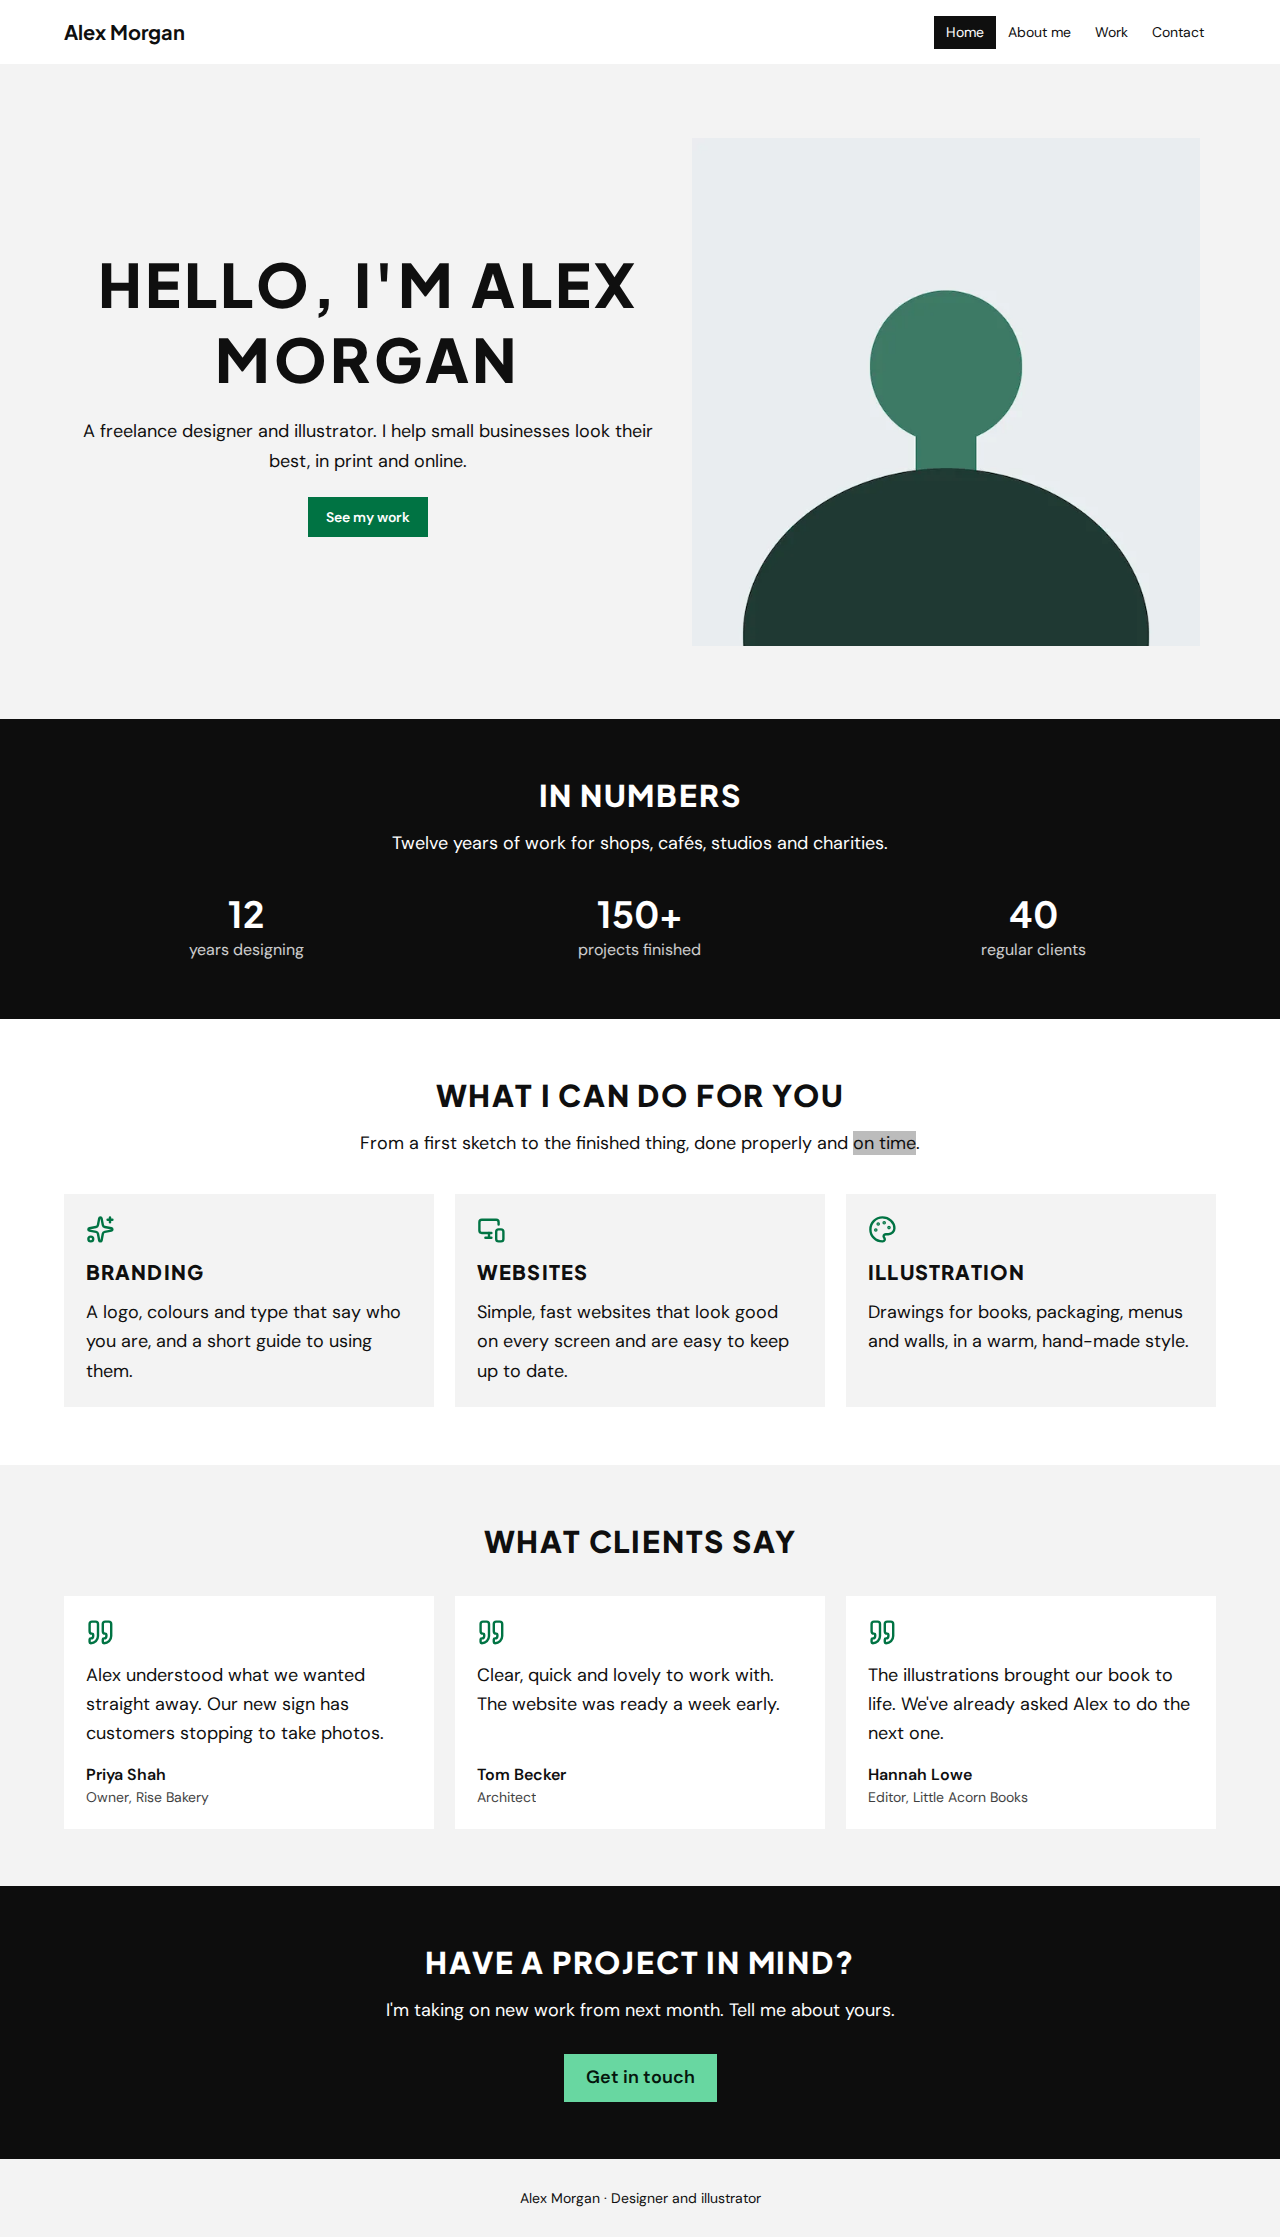 Alex Morgan
Home About me Work Contact
HELLO, I'M ALEX
MORGAN
A freelance designer and illustrator. I help small businesses look their
best, in print and online.
See my work
IN NUMBERS
Twelve years of work for shops, cafés, studios and charities.
12
years designing
150+
projects finished
40
regular clients
WHAT I CAN DO FOR YOU
From a first sketch to the finished thing, done properly and on time.
BRANDING
A logo, colours and type that say who
you are, and a short guide to using
them.
WEBSITES
Simple, fast websites that look good
on every screen and are easy to keep
up to date.
ILLUSTRATION
Drawings for books, packaging, menus
and walls, in a warm, hand-made style.
WHAT CLIENTS SAY
Alex understood what we wanted
straight away. Our new sign has
customers stopping to take photos.
Priya Shah
Owner, Rise Bakery
Clear, quick and lovely to work with.
The website was ready a week early.
Tom Becker
Architect
The illustrations brought our book to
life. We've already asked Alex to do the
next one.
Hannah Lowe
Editor, Little Acorn Books
HAVE A PROJECT IN MIND?
I'm taking on new work from next month. Tell me about yours.
Get in touch
Alex Morgan · Designer and illustrator